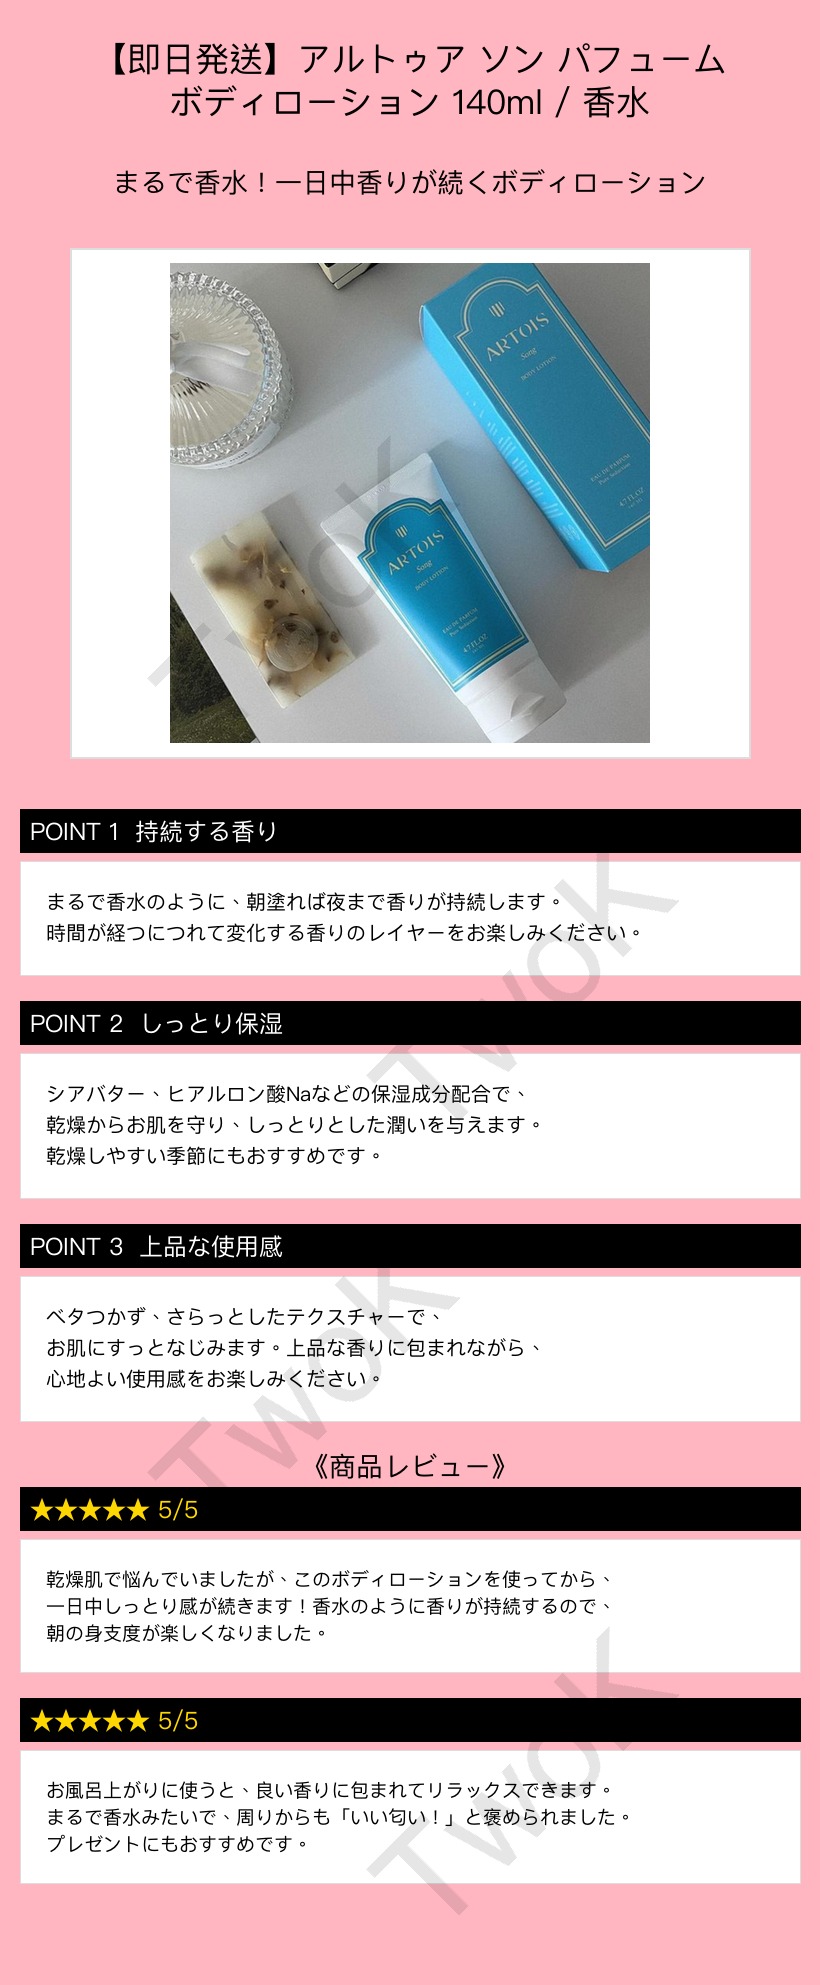 【即日発送】アルトゥア ソン パフューム
ボディローション 140ml / 香水
まるで香水！一日中香りが続くボディローション
ARTOIS
Song
BODY LOTION
EAU DE PARFUM
Pure Seduction
4.7 FL.OZ
ARTOIS
Song
BODY LOTION
EAU DE PARFUM
Pure Seduction
4.7 FL.OZ
TwoK
POINT 1 持続する香り
まるで香水のように、朝塗れば夜まで香りが持続します。
時間が経つにつれて変化する香りのレイヤーをお楽しみください。
TwoK
POINT 2 しっとり保湿
シアバター、ヒアルロン酸Naなどの保湿成分配合で、
乾燥からお肌を守り、しっとりとした潤いを与えます。
乾燥しやすい季節にもおすすめです。
POINT 3 上品な使用感
ベタつかず、さらっとしたテクスチャーで、
お肌にすっとなじみます。上品な香りに包まれながら、
心地よい使用感をお楽しみください。
TwoK
《商品レビュー》
★★★★★ 5/5
乾燥肌で悩んでいましたが、このボディローションを使ってから、
一日中しっとり感が続きます！香水のように香りが持続するので、
朝の身支度が楽しくなりました。
★★★★★ 5/5
お風呂上がりに使うと、良い香りに包まれてリラックスできます。
まるで香水みたいで、周りからも「いい匂い！」と褒められました。
プレゼントにもおすすめです。
TwoK